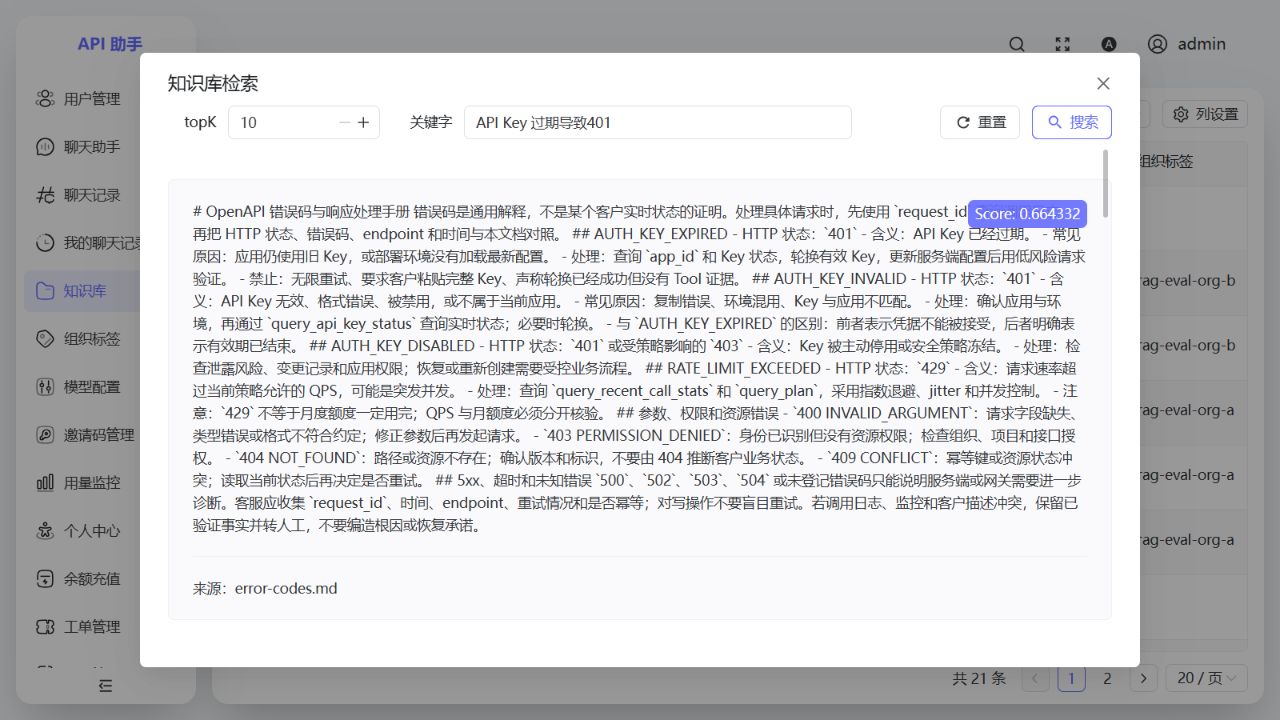 API 助手
admin
用户管理
聊天助手
聊天记录
我的聊天记录
知识库
组织标签
模型配置
邀请码管理
用量监控
个人中心
余额充值
工单管理
列设置
组织标签
rag-eval-org-b
rag-eval-org-b
rag-eval-org-a
rag-eval-org-a
rag-eval-org-a
知识库检索
topK
10
关键字
API Key 过期导致401
重置
搜索
Score: 0.664332
# OpenAPI 错误码与响应处理手册 错误码是通用解释，不是某个客户实时状态的证明。处理具体请求时，先使用 `request_id
再把 HTTP 状态、错误码、endpoint 和时间与本文档对照。 ## AUTH_KEY_EXPIRED - HTTP 状态：`401` - 含义：API Key 已经过期。 - 常见
原因：应用仍使用旧 Key，或部署环境没有加载最新配置。 - 处理：查询 `app_id` 和 Key 状态，轮换有效 Key，更新服务端配置后用低风险请求
验证。 - 禁止：无限重试、要求客户粘贴完整 Key、声称轮换已经成功但没有 Tool 证据。 ## AUTH_KEY_INVALID - HTTP 状态：`401` - 含
义：API Key 无效、格式错误、被禁用，或不属于当前应用。 - 常见原因：复制错误、环境混用、Key 与应用不匹配。 - 处理：确认应用与环
境，再通过 `query_api_key_status` 查询实时状态；必要时轮换。 - 与 `AUTH_KEY_EXPIRED` 的区别：前者表示凭据不能被接受，后者明确表
示有效期已结束。 ## AUTH_KEY_DISABLED - HTTP 状态：`401` 或受策略影响的 `403` - 含义：Key 被主动停用或安全策略冻结。 - 处理：检
查泄露风险、变更记录和应用权限；恢复或重新创建需要受控业务流程。 ## RATE_LIMIT_EXCEEDED - HTTP 状态：`429` - 含义：请求速率超
过当前策略允许的 QPS，可能是突发并发。 - 处理：查询 `query_recent_call_stats` 和 `query_plan`，采用指数退避、jitter 和并发控制。 - 注
意：`429` 不等于月度额度一定用完；QPS 与月额度必须分开核验。 ## 参数、权限和资源错误 - `400 INVALID_ARGUMENT`：请求字段缺失、
类型错误或格式不符合约定；修正参数后再发起请求。 - `403 PERMISSION_DENIED`：身份已识别但没有资源权限；检查组织、项目和接口授
权。 - `404 NOT_FOUND`：路径或资源不存在；确认版本和标识，不要由 404 推断客户业务状态。 - `409 CONFLICT`：幂等键或资源状态冲
突；读取当前状态后再决定是否重试。 ## 5xx、超时和未知错误 `500`、`502`、`503`、`504` 或未登记错误码只能说明服务端或网关需要进一步
诊断。客服应收集 `request_id`、时间、endpoint、重试情况和是否幂等；对写操作不要盲目重试。若调用日志、监控和客户描述冲突，保留已
验证事实并转人工，不要编造根因或恢复承诺。
来源：error-codes.md
共 21 条
1
2
20 / 页